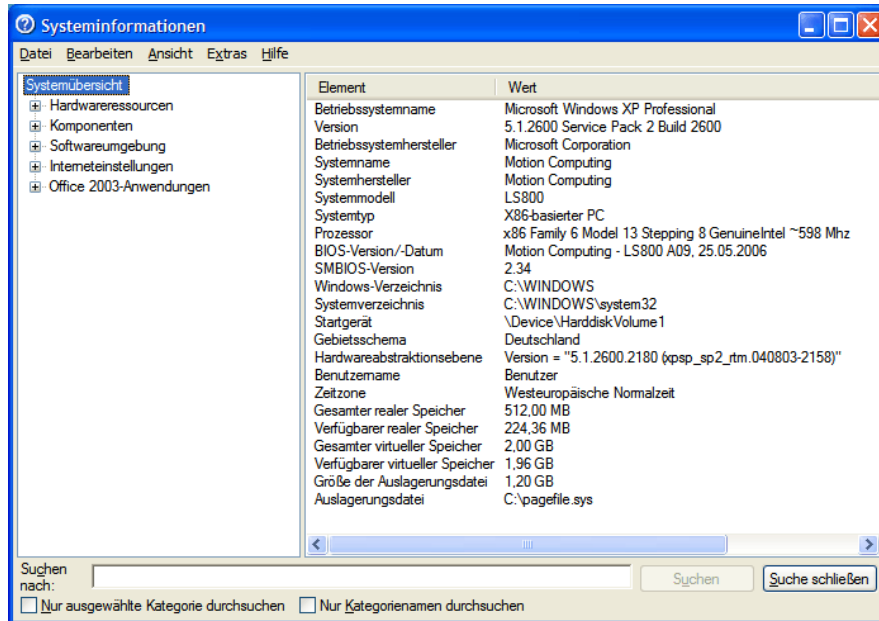 Systeminformationen
Datei Bearbeiten Ansicht Extras Hilfe
Systemübersicht
Hardwareressourcen
Komponenten
Softwareumgebung
Interneteinstellungen
Office 2003-Anwendungen
Element Wert
Betriebssystemname Microsoft Windows XP Professional
Version 5.1.2600 Service Pack 2 Build 2600
Betriebssystemhersteller Microsoft Corporation
Systemname Motion Computing
Systemhersteller Motion Computing
Systemmodell LS800
Systemtyp X86-basierter PC
Prozessor x86 Family 6 Model 13 Stepping 8 GenuineIntel ~598 Mhz
BIOS-Version/-Datum Motion Computing - LS800 A09, 25.05.2006
SMBIOS-Version 2.34
Windows-Verzeichnis C:\WINDOWS
Systemverzeichnis C:\WINDOWS\system32
Startgerät \Device\HarddiskVolume1
Gebietsschema Deutschland
Hardwareabstraktionsebene Version = "5.1.2600.2180 (xpsp_sp2_rtm.040803-2158)"
Benutzername Benutzer
Zeitzone Westeuropäische Normalzeit
Gesamter realer Speicher 512,00 MB
Verfügbarer realer Speicher 224,36 MB
Gesamter virtueller Speicher 2,00 GB
Verfügbarer virtueller Speicher 1,96 GB
Größe der Auslagerungsdatei 1,20 GB
Auslagerungsdatei C:\pagefile.sys
Suchen nach:
Suchen
Suche schließen
Nur ausgewählte Kategorie durchsuchen Nur Kategorienamen durchsuchen